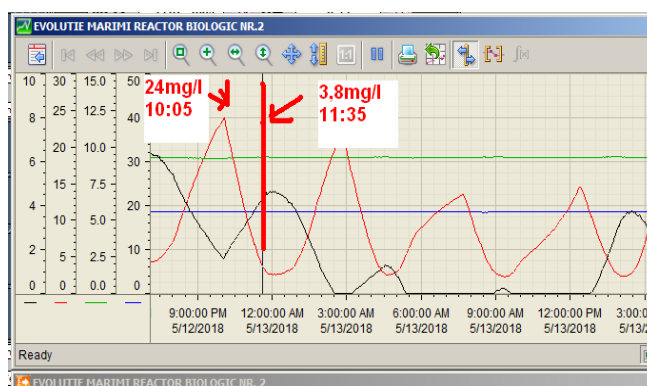 EVOLUTIE MARIMI REACTOR BIOLOGIC NR.2
1:1
10 30 15.0 50
24mg/l
10:05
3,8mg/l
11:35
8 25 12.5 40
20 10.0
6 30
15 7.5
4 20
10 5.0
2 10
5 2.5
0 0 0.0 0
9:00:00 PM 12:00:00 AM 3:00:00 AM 6:00:00 AM 9:00:00 AM 12:00:00 PM 3:00:0
5/12/2018 5/13/2018 5/13/2018 5/13/2018 5/13/2018 5/13/2018 5/13/
Ready
EVOLUTIE MARIMI REACTOR BIOLOGIC NR. 2